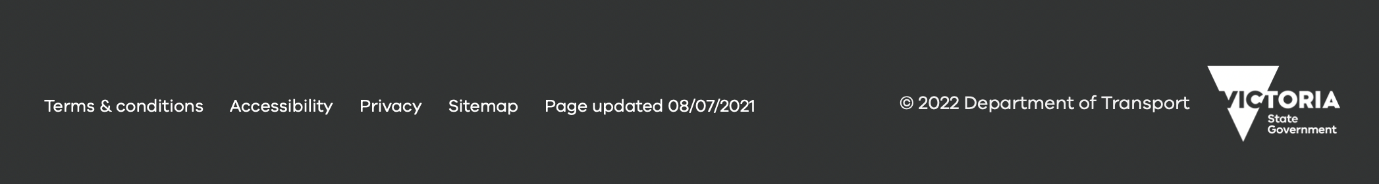 Terms & conditions Accessibility Privacy Sitemap Page updated 08/07/2021
© 2022 Department of Transport
VICTORIA
State
Government